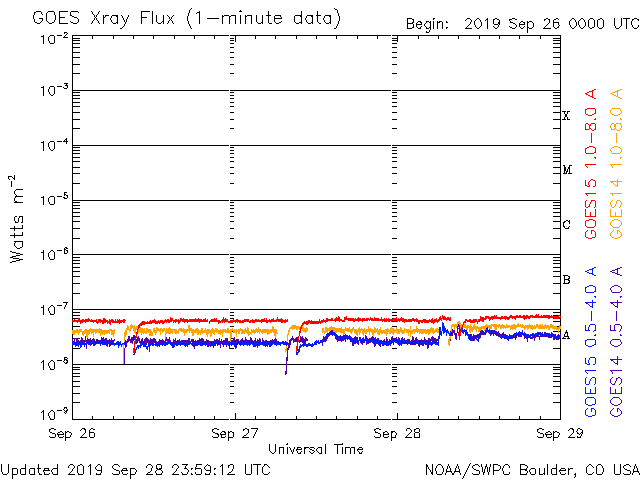 GOES Xray Flux (1-minute data)
Begin: 2019 Sep 26 0000 UTC
Watts m⁻²
10⁻²
10⁻³
10⁻⁴
10⁻⁵
10⁻⁶
10⁻⁷
10⁻⁸
10⁻⁹
X
M
C
B
A
GOES15 1.0-8.0 A
GOES14 1.0-8.0 A
GOES15 0.5-4.0 A
GOES14 0.5-4.0 A
Sep 26 Sep 27 Sep 28 Sep 29
Universal Time
Updated 2019 Sep 28 23:59:12 UTC
NOAA/SWPC Boulder, CO USA